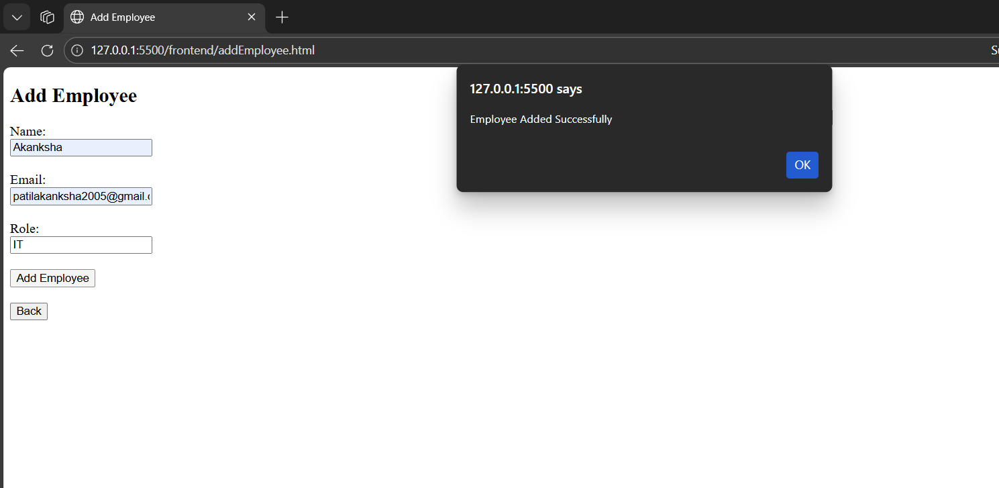 Add Employee
127.0.0.1:5500/frontend/addEmployee.html
127.0.0.1:5500 says
Employee Added Successfully
OK
Add Employee
Name:
Akanksha
Email:
patilakanksha2005@gmail.
Role:
IT
Add Employee
Back